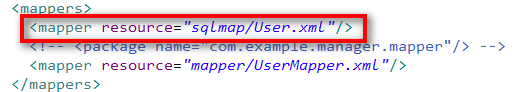 <mappers>
<mapper resource="sqlmap/User.xml"/>
<!-- <package name="com.example.manager.mapper"/> -->
<mapper resource="mapper/UserMapper.xml"/>
</mappers>